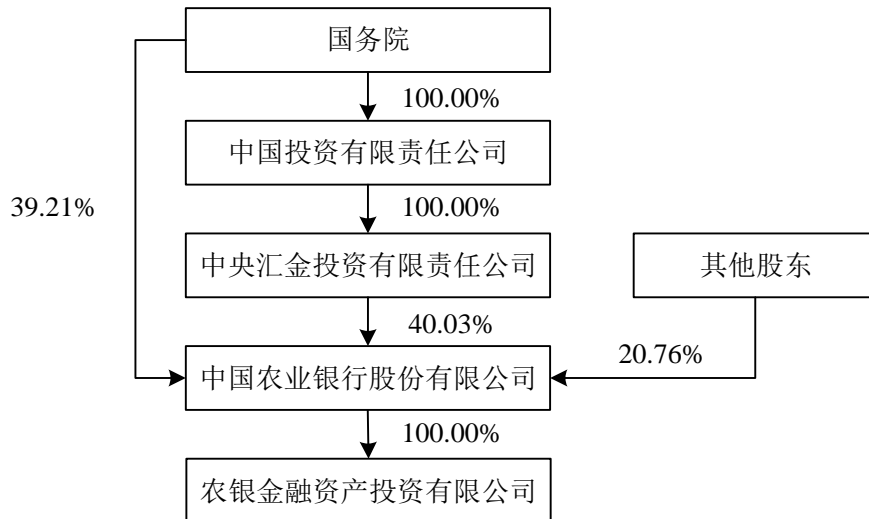 国务院
100.00%
中国投资有限责任公司
100.00%
39.21%
中央汇金投资有限责任公司
其他股东
40.03%
20.76%
中国农业银行股份有限公司
100.00%
农银金融资产投资有限公司